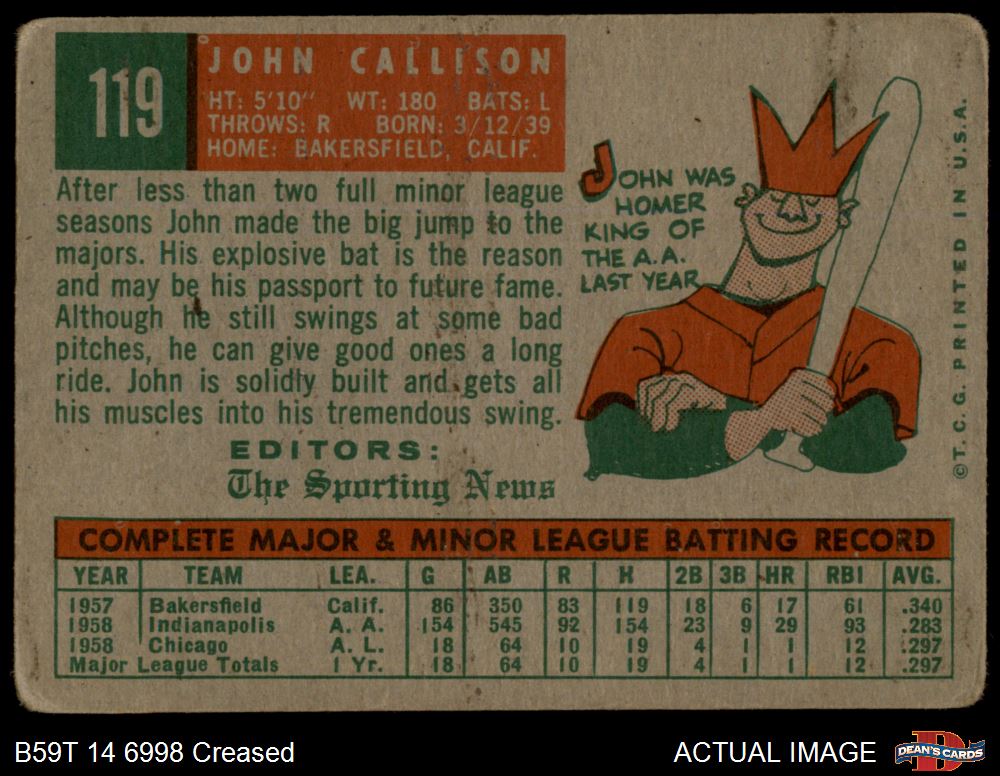 119
JOHN CALLISON
HT: 5'10" WT: 180 BATS: L
THROWS: R BORN: 3/12/39
HOME: BAKERSFIELD, CALIF.
After less than two full minor league
seasons John made the big jump to the
majors. His explosive bat is the reason
and may be his passport to future fame.
Although he still swings at some bad
pitches, he can give good ones a long
ride. John is solidly built and gets all
his muscles into his tremendous swing.
EDITORS:
The Sporting News
JOHN WAS
HOMER
KING OF
THE A.A.
LAST YEAR
©T. C. G. PRINTED IN U.S.A.
COMPLETE MAJOR & MINOR LEAGUE BATTING RECORD
YEAR TEAM LEA. G AB R H 2B 3B HR RBI AVG.
1957 Bakersfield Calif. 86 350 83 119 18 6 17 61 .340
1958 Indianapolis A. A. 154 545 92 154 23 9 29 93 .283
1958 Chicago A. L. 18 64 10 19 4 1 1 12 .297
Major League Totals 1 Yr. 18 64 10 19 4 1 1 12 .297
B59T 14 6998 Creased
ACTUAL IMAGE
DEAN'S CARDS